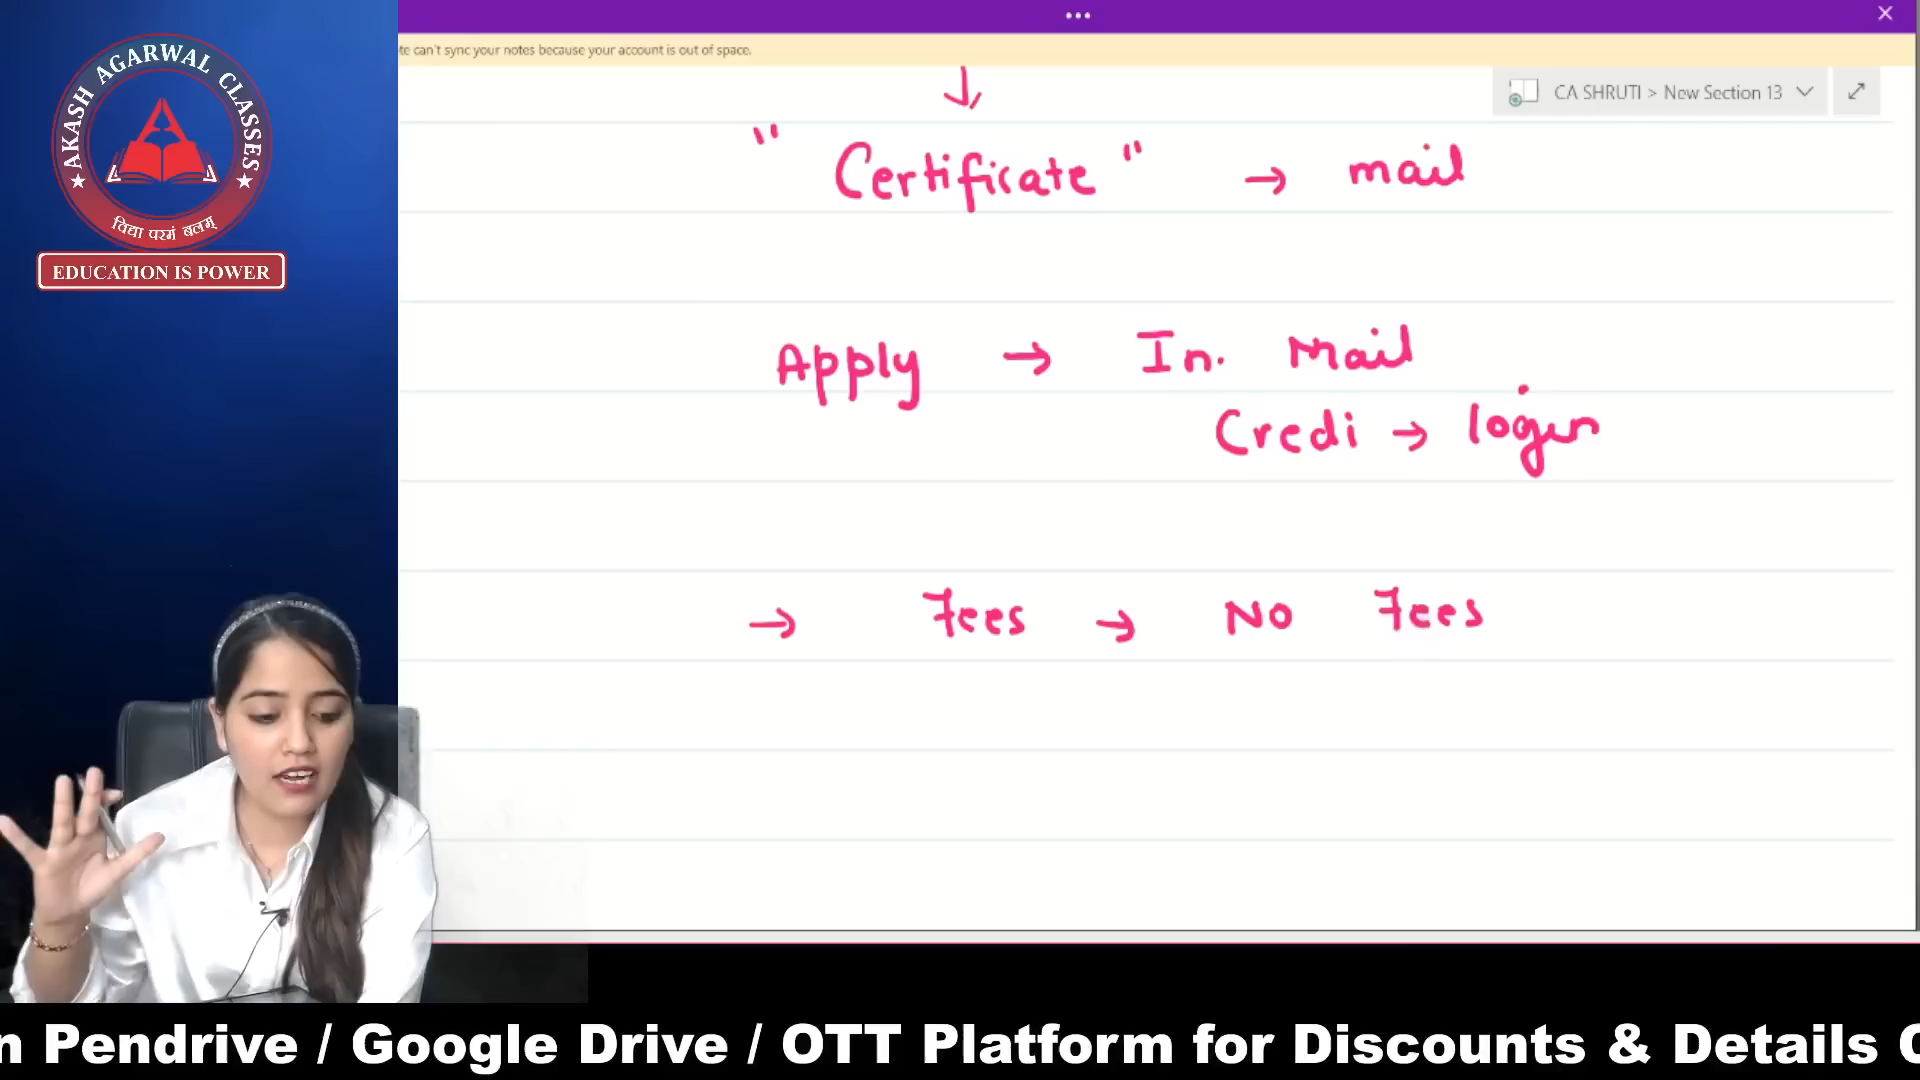 AKASH AGARWAL CLASSES
विद्या परमं बलम्
EDUCATION IS POWER
te can't sync your notes because your account is out of space.
CA SHRUTI > New Section 13
" Certificate " → mail
Apply → In. Mail
Credi → login
→ Fees → NO Fees
n Pendrive / Google Drive / OTT Platform for Discounts & Details C